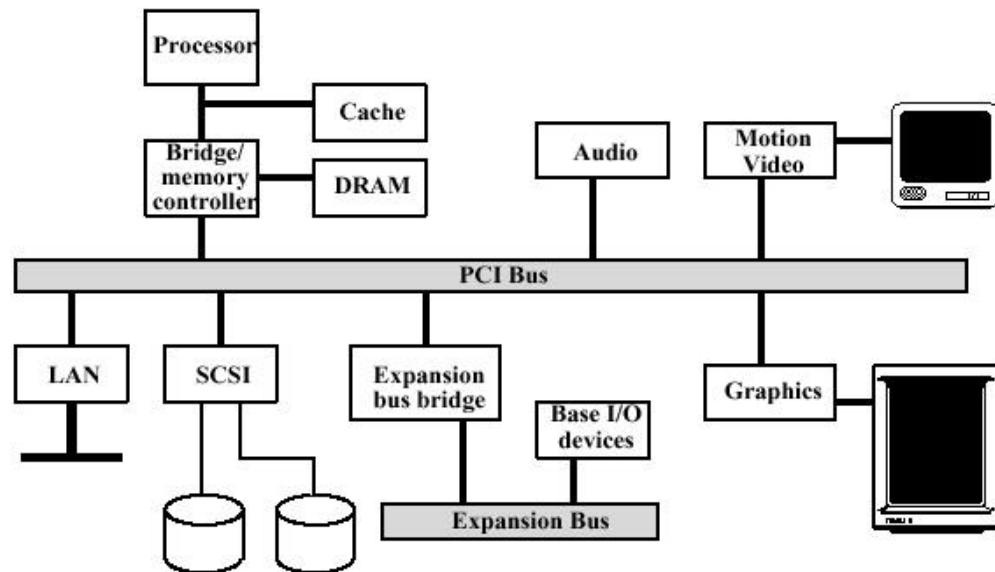 Processor
Cache
Bridge/
memory
controller
DRAM
Audio
Motion
Video
PCI Bus
LAN
SCSI
Expansion
bus bridge
Base I/O
devices
Graphics
Expansion Bus